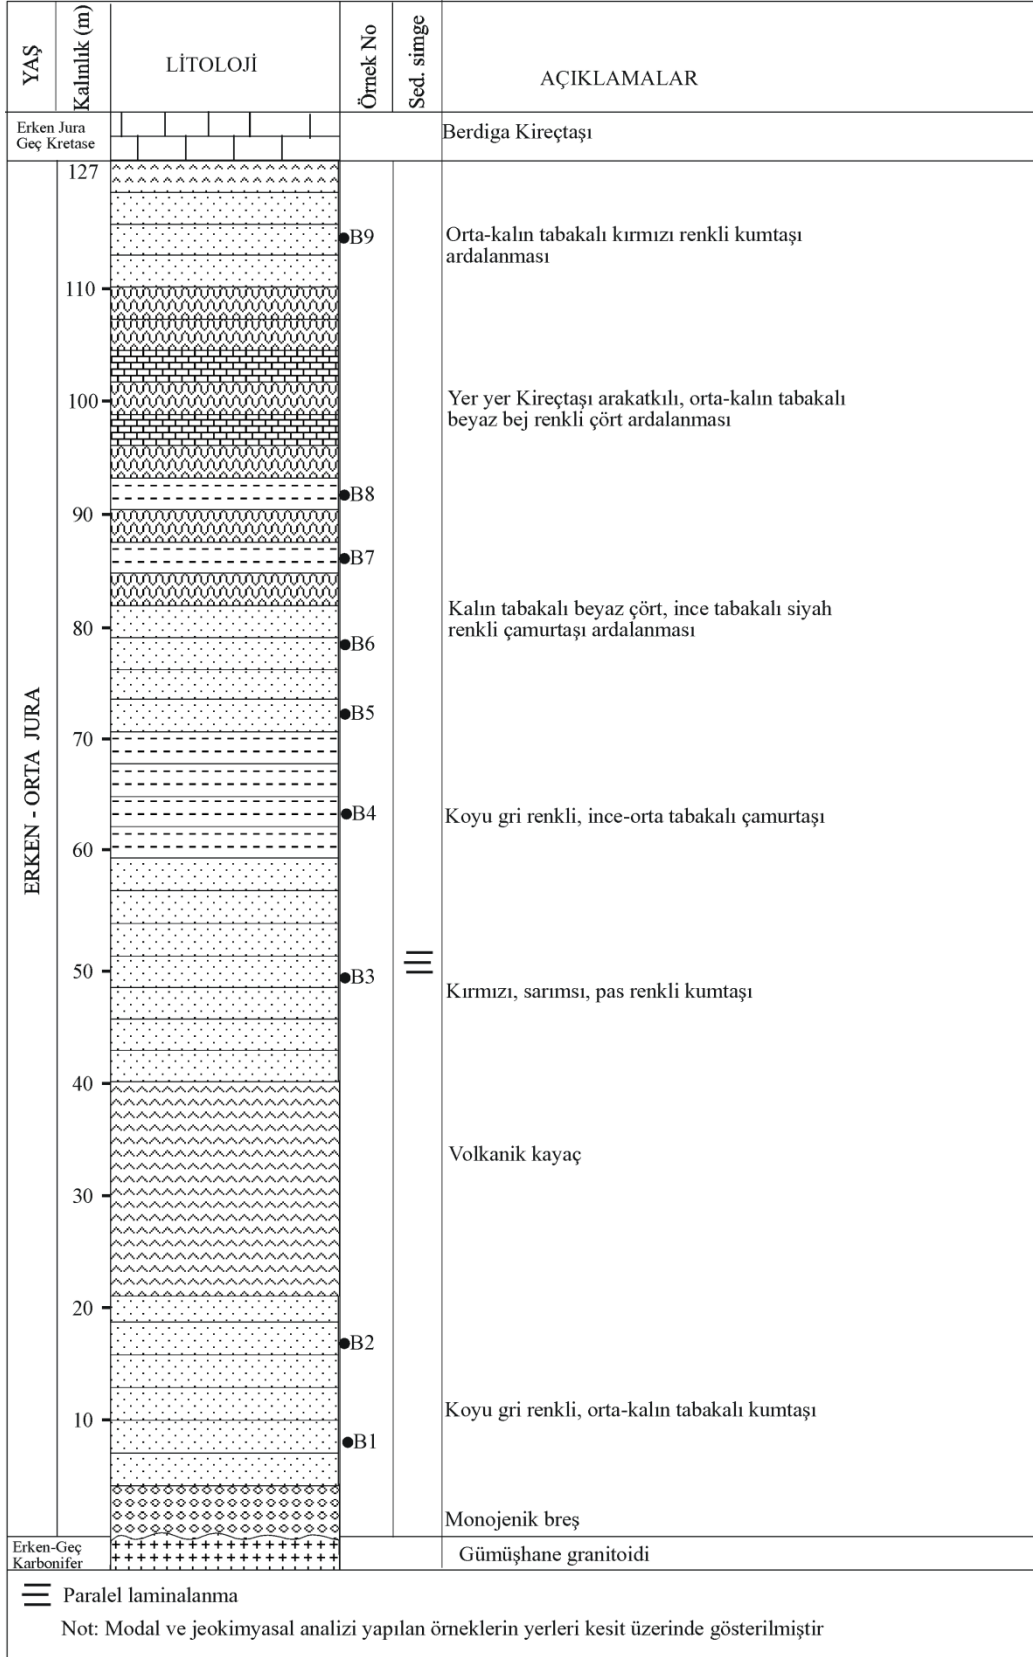 YAŞ
Kalınlık (m)
LİTOLOJİ
Örnek No
Sed. simge
AÇIKLAMALAR
Erken Jura
Geç Kretase
Berdiga Kireçtaşı
127
B9
Orta-kalın tabakalı kırmızı renkli kumtaşı
ardalanması
110
100
Yer yer Kireçtaşı arakatkılı, orta-kalın tabakalı
beyaz bej renkli çört ardalanması
B8
90
B7
Kalın tabakalı beyaz çört, ince tabakalı siyah
renkli çamurtaşı ardalanması
80
B6
B5
70
ERKEN - ORTA JURA
B4
Koyu gri renkli, ince-orta tabakalı çamurtaşı
60
50
B3
Kırmızı, sarımsı, pas renkli kumtaşı
40
Volkanik kayaç
30
20
B2
Koyu gri renkli, orta-kalın tabakalı kumtaşı
10
B1
Monojenik breş
Erken-Geç
Karbonifer
Gümüşhane granitoidi
Paralel laminalanma
Not: Modal ve jeokimyasal analizi yapılan örneklerin yerleri kesit üzerinde gösterilmiştir